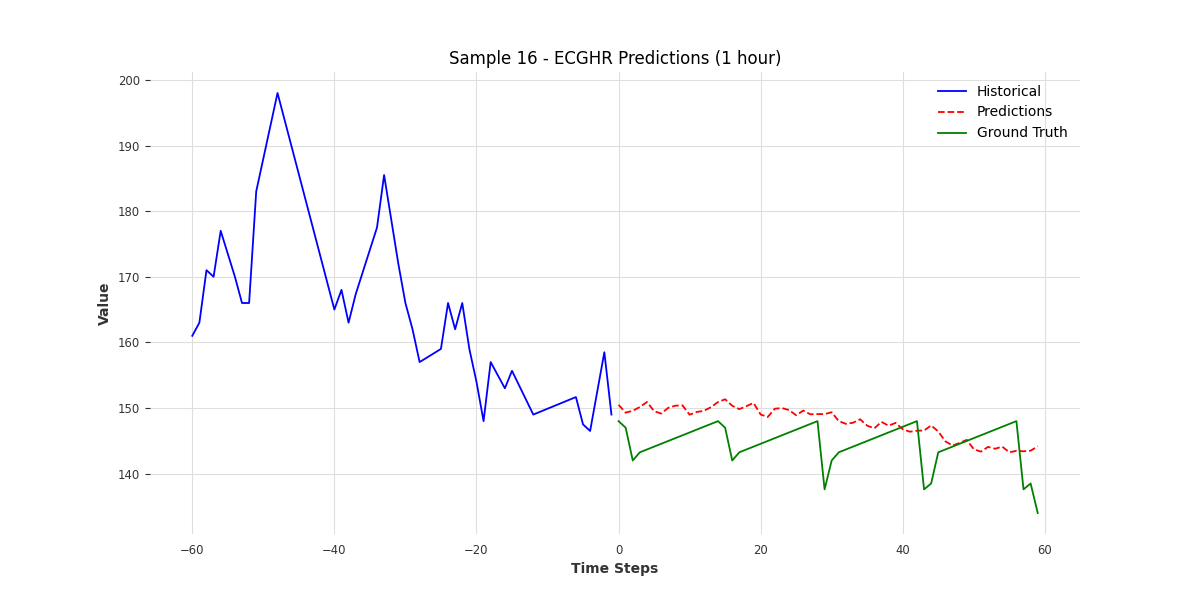 Sample 16 - ECGHR Predictions (1 hour)
200
190
180
170
160
150
140
Value
Historical
Predictions
Ground Truth
−60
−40
−20
0
20
40
60
Time Steps